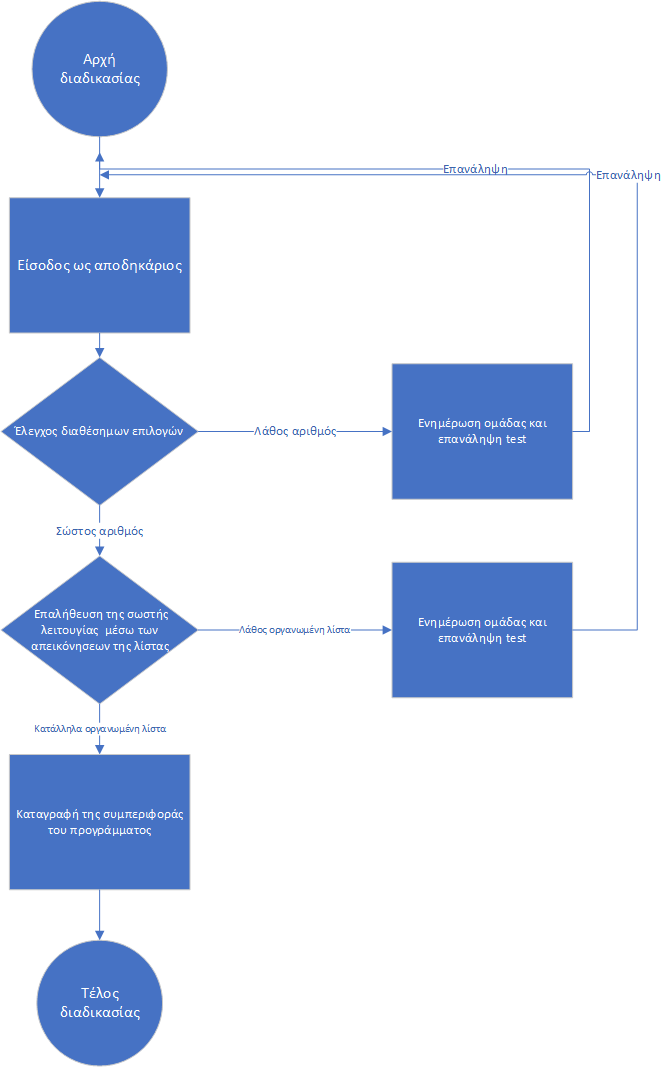 Αρχή
διαδικασίας
Επανάληψη
Επανάληψη
Είσοδος ως αποδηκάριος
Έλεγχος διαθέσημων επιλογών
Λάθος αριθμός
Ενημέρωση ομάδας και
επανάληψη test
Σώστος αριθμός
Επαλήθευση της σωστής
λειτουγίας μέσω των
απεικόνησεων της λίστας
Λάθος οργανωμένη λίστα
Ενημέρωση ομάδας και
επανάληψη test
Κατάλληλα οργανωμένη λίστα
Καταγραφή της συμπεριφοράς
του προγράμματος
Τέλος
διαδικασίας